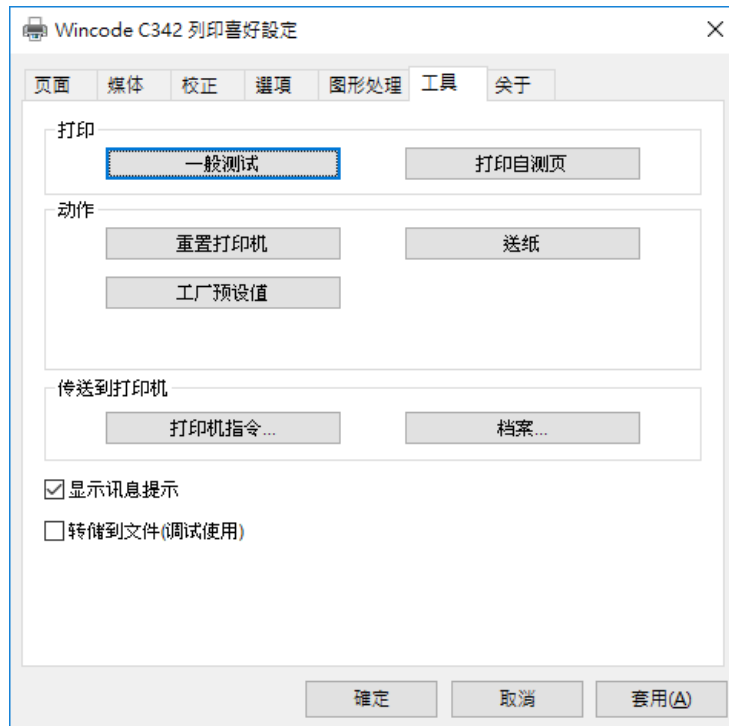 Wincode C342 列印喜好設定
页面 媒体 校正 選項 图形处理 工具 关于
打印
一般测试 打印自测页
动作
重置打印机 送纸
工厂预设值
传送到打印机
打印机指令... 档案...
显示讯息提示
转储到文件(调试使用)
確定 取消 套用(A)